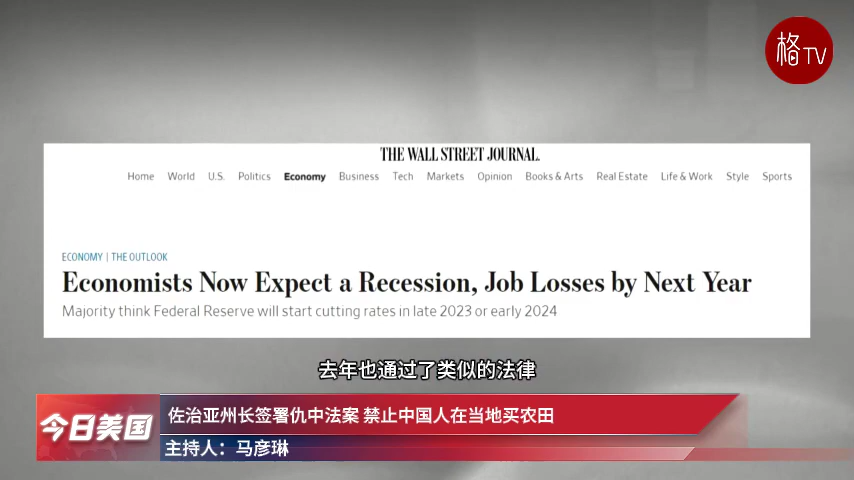 格TV
THE WALL STREET JOURNAL.
Home World U.S. Politics Economy Business Tech Markets Opinion Books & Arts Real Estate Life & Work Style Sports
ECONOMY | THE OUTLOOK
Economists Now Expect a Recession, Job Losses by Next Year
Majority think Federal Reserve will start cutting rates in late 2023 or early 2024
去年也通过了类似的法律
今日美国
佐治亚州长签署仇中法案 禁止中国人在当地买农田
主持人：马彦琳